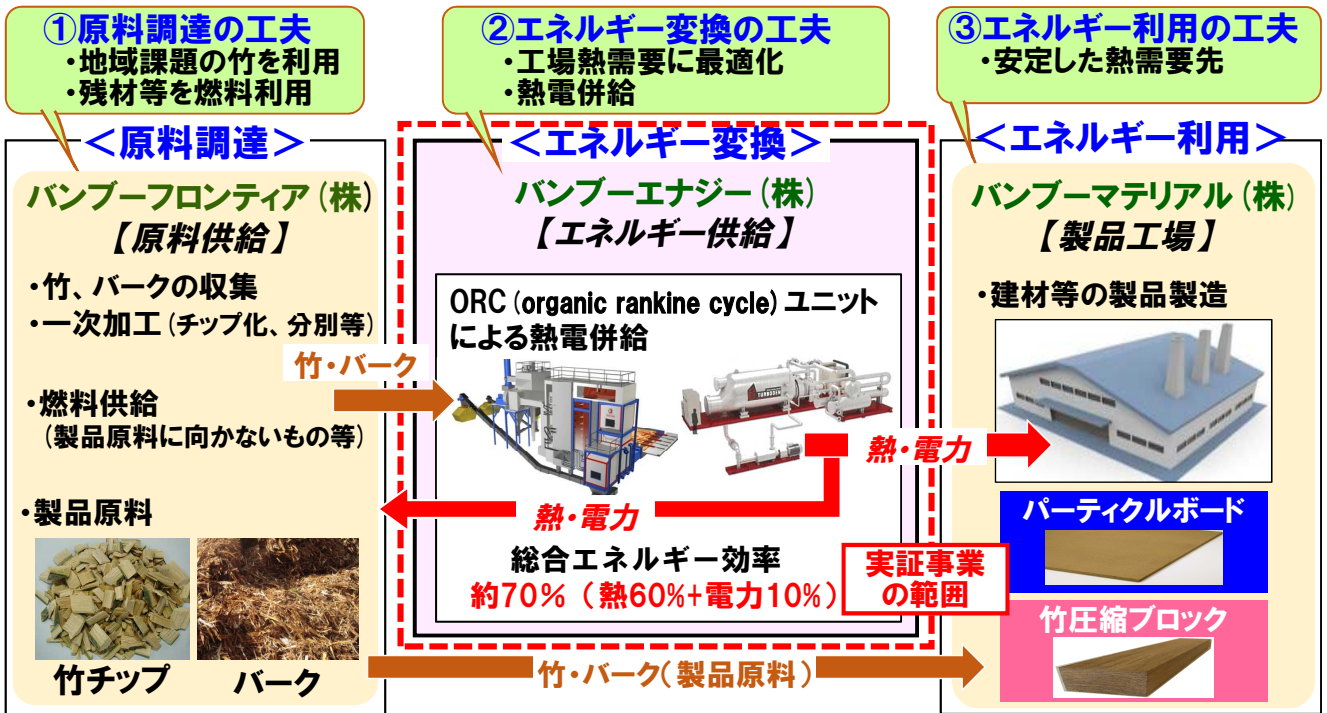 ①原料調達の工夫
・地域課題の竹を利用
・残材等を燃料利用
②エネルギー変換の工夫
・工場熱需要に最適化
・熱電併給
③エネルギー利用の工夫
・安定した熱需要先
＜原料調達＞
バンブーフロンティア(株)
【原料供給】
・竹、バークの収集
・一次加工(チップ化、分別等)
・燃料供給
(製品原料に向かないもの等)
・製品原料
竹チップ
バーク
竹・バーク
＜エネルギー変換＞
バンブーエナジー(株)
【エネルギー供給】
ORC(organic rankine cycle)ユニット
による熱電併給
TURBODEN
熱・電力
熱・電力
総合エネルギー効率
約70%(熱60%+電力10%)
実証事業
の範囲
竹・バーク(製品原料)
＜エネルギー利用＞
バンブーマテリアル(株)
【製品工場】
・建材等の製品製造
パーティクルボード
竹圧縮ブロック